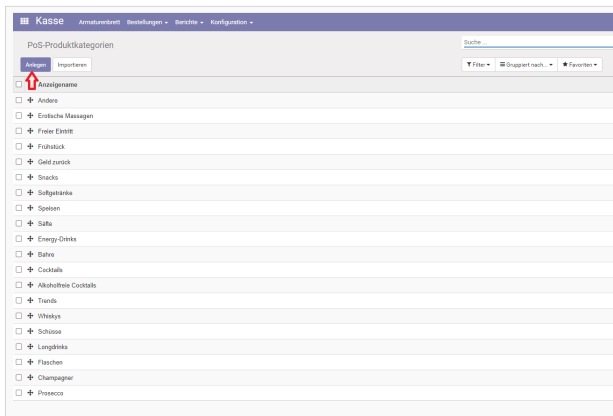 Kasse Armaturenbrett Bestellungen Berichte Konfiguration
PoS-Produktkategorien
Suche ...
Anlegen Importieren
Filter Gruppiert nach... Favoriten
Anzeigename
Andere
Erotische Massagen
Freier Eintritt
Frühstück
Geld zurück
Snacks
Softgetränke
Speisen
Säfte
Energy-Drinks
Bahre
Cocktails
Alkoholfreie Cocktails
Trends
Whiskys
Schüsse
Longdrinks
Flaschen
Champagner
Prosecco